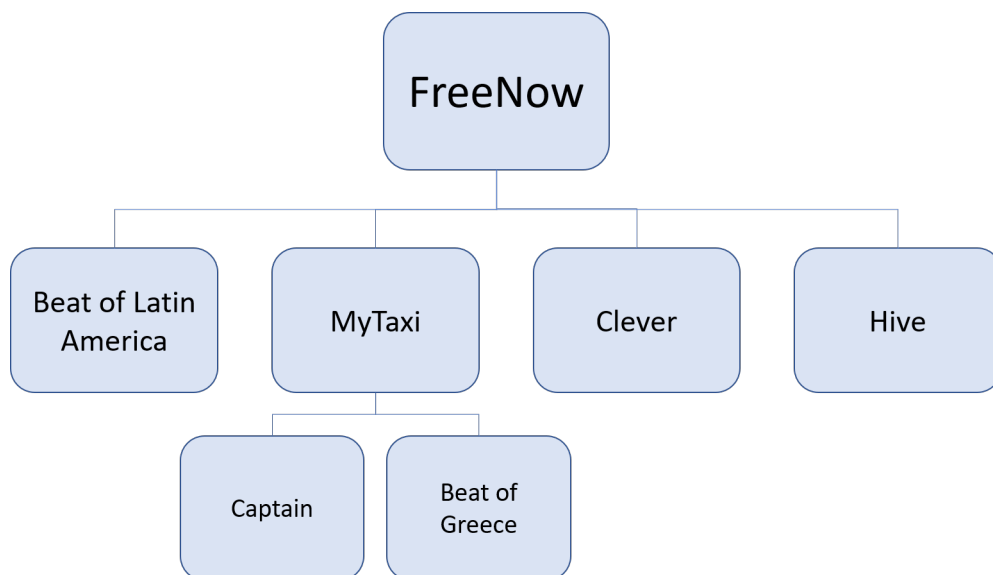 FreeNow
Beat of Latin
America
MyTaxi
Clever
Hive
Captain
Beat of
Greece